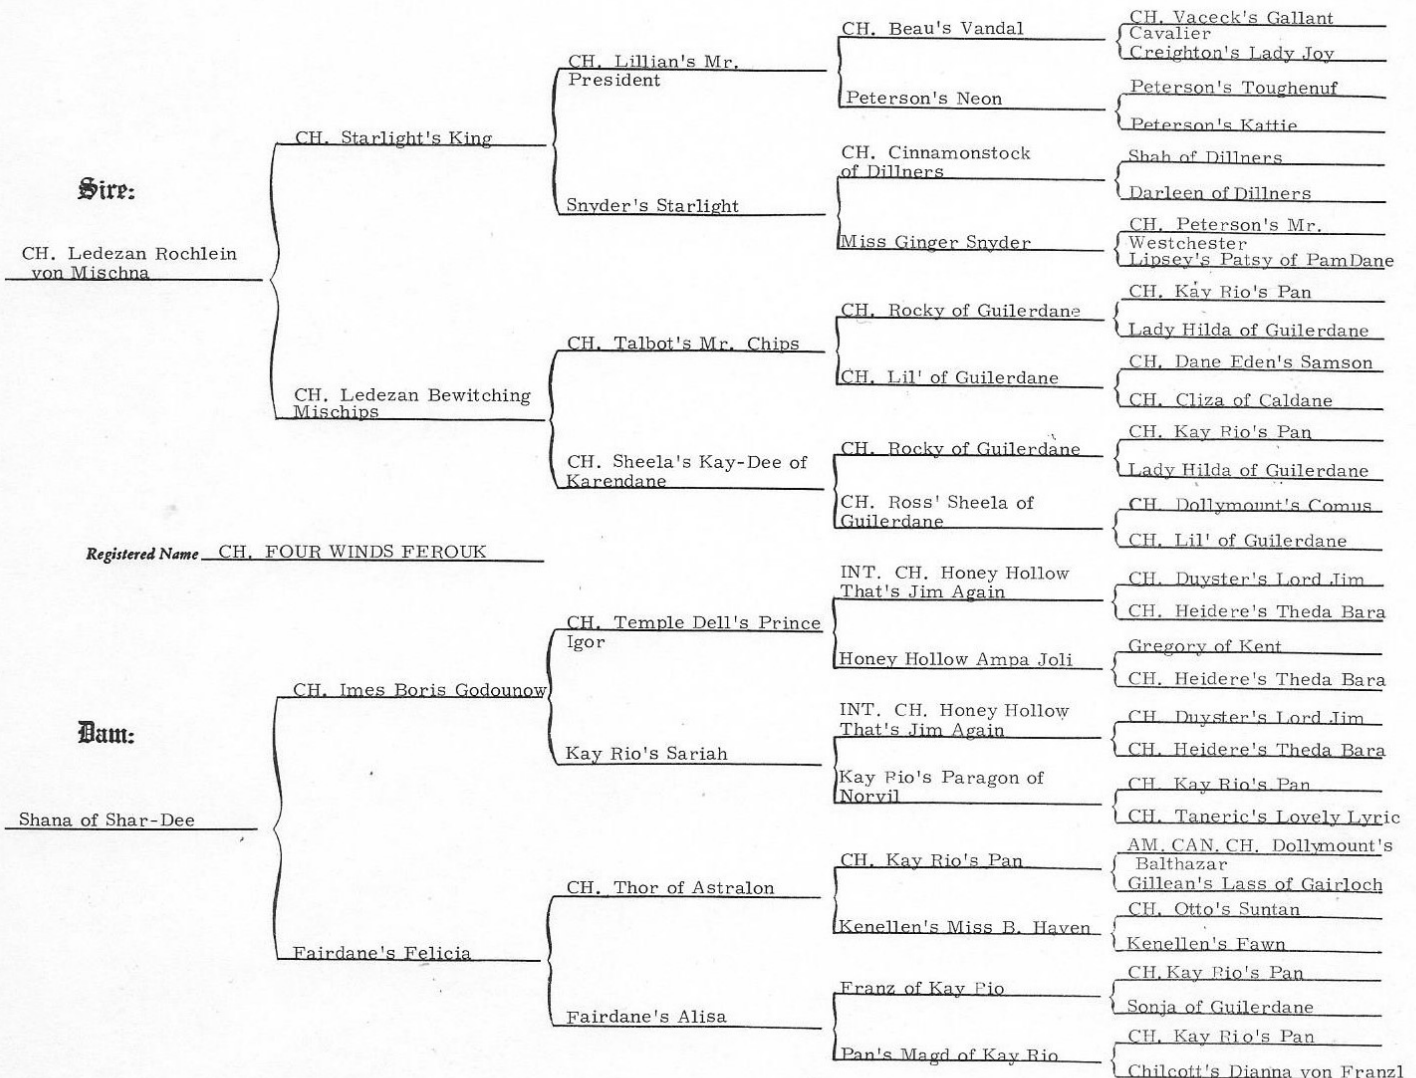 Sire:
CH. Ledezan Rochlein
von Mischna
Registered Name CH. FOUR WINDS FEROUK
Dam:
Shana of Shar-Dee
CH. Starlight's King
CH. Ledezan Bewitching
Mischips
CH. Imes Boris Godounow
Fairdane's Felicia
CH. Lillian's Mr.
President
Snyder's Starlight
CH. Talbot's Mr. Chips
CH. Sheela's Kay-Dee of
Karendane
CH. Temple Dell's Prince
Igor
Kay Rio's Sariah
CH. Thor of Astralon
Fairdane's Alisa
CH. Beau's Vandal
Peterson's Neon
CH. Cinnamonstock
of Dillners
Miss Ginger Snyder
CH. Rocky of Guilerdane
CH. Lil' of Guilerdane
CH. Rocky of Guilerdane
CH. Ross' Sheela of
Guilerdane
INT. CH. Honey Hollow
That's Jim Again
Honey Hollow Ampa Joli
INT. CH. Honey Hollow
That's Jim Again
Kay Rio's Paragon of
Norvil
CH. Kay Rio's Pan
Kenellen's Miss B. Haven
Franz of Kay Rio
Pan's Magd of Kay Rio
CH. Vaceck's Gallant
Cavalier
Creighton's Lady Joy
Peterson's Toughenuf
Peterson's Kattie
Shah of Dillners
Darleen of Dillners
CH. Peterson's Mr.
Westchester
Lipsey's Patsy of PamDane
CH. Kay Rio's Pan
Lady Hilda of Guilerdane
CH. Dane Eden's Samson
CH. Cliza of Caldane
CH. Kay Rio's Pan
Lady Hilda of Guilerdane
CH. Dollymount's Comus
CH. Lil' of Guilerdane
CH. Duyster's Lord Jim
CH. Heidere's Theda Bara
Gregory of Kent
CH. Heidere's Theda Bara
CH. Duyster's Lord Jim
CH. Heidere's Theda Bara
CH. Kay Rio's Pan
CH. Taneric's Lovely Lyric
AM. CAN. CH. Dollymount's
Balthazar
Gillean's Lass of Gairloch
CH. Otto's Suntan
Kenellen's Fawn
CH. Kay Rio's Pan
Sonja of Guilerdane
CH. Kay Rio's Pan
Chilcott's Dianna von Franzl